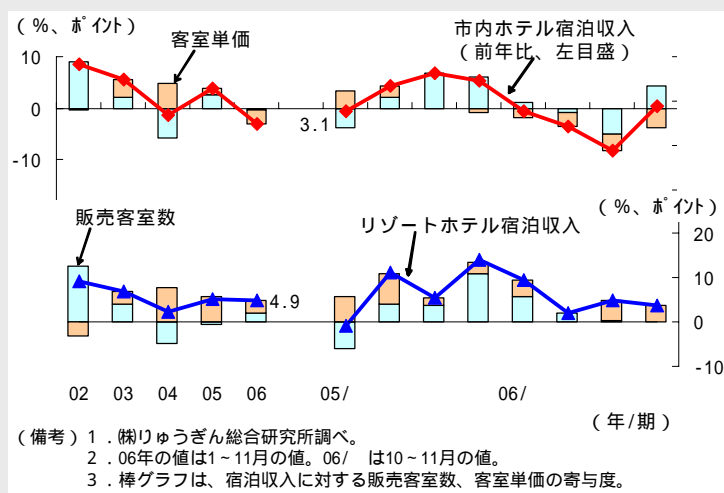 (%、ポイント)
客室単価
市内ホテル宿泊収入
(前年比、左目盛)
10
0
-10
3.1
販売客室数
リゾートホテル宿泊収入
(%、ポイント)
20
10
0
-10
4.9
02 03 04 05 06 05/ 06/
(年/期)
(備考)1.㈱りゅうぎん総合研究所調べ。
2.06年の値は1~11月の値。06/ は10~11月の値。
3.棒グラフは、宿泊収入に対する販売客室数、客室単価の寄与度。